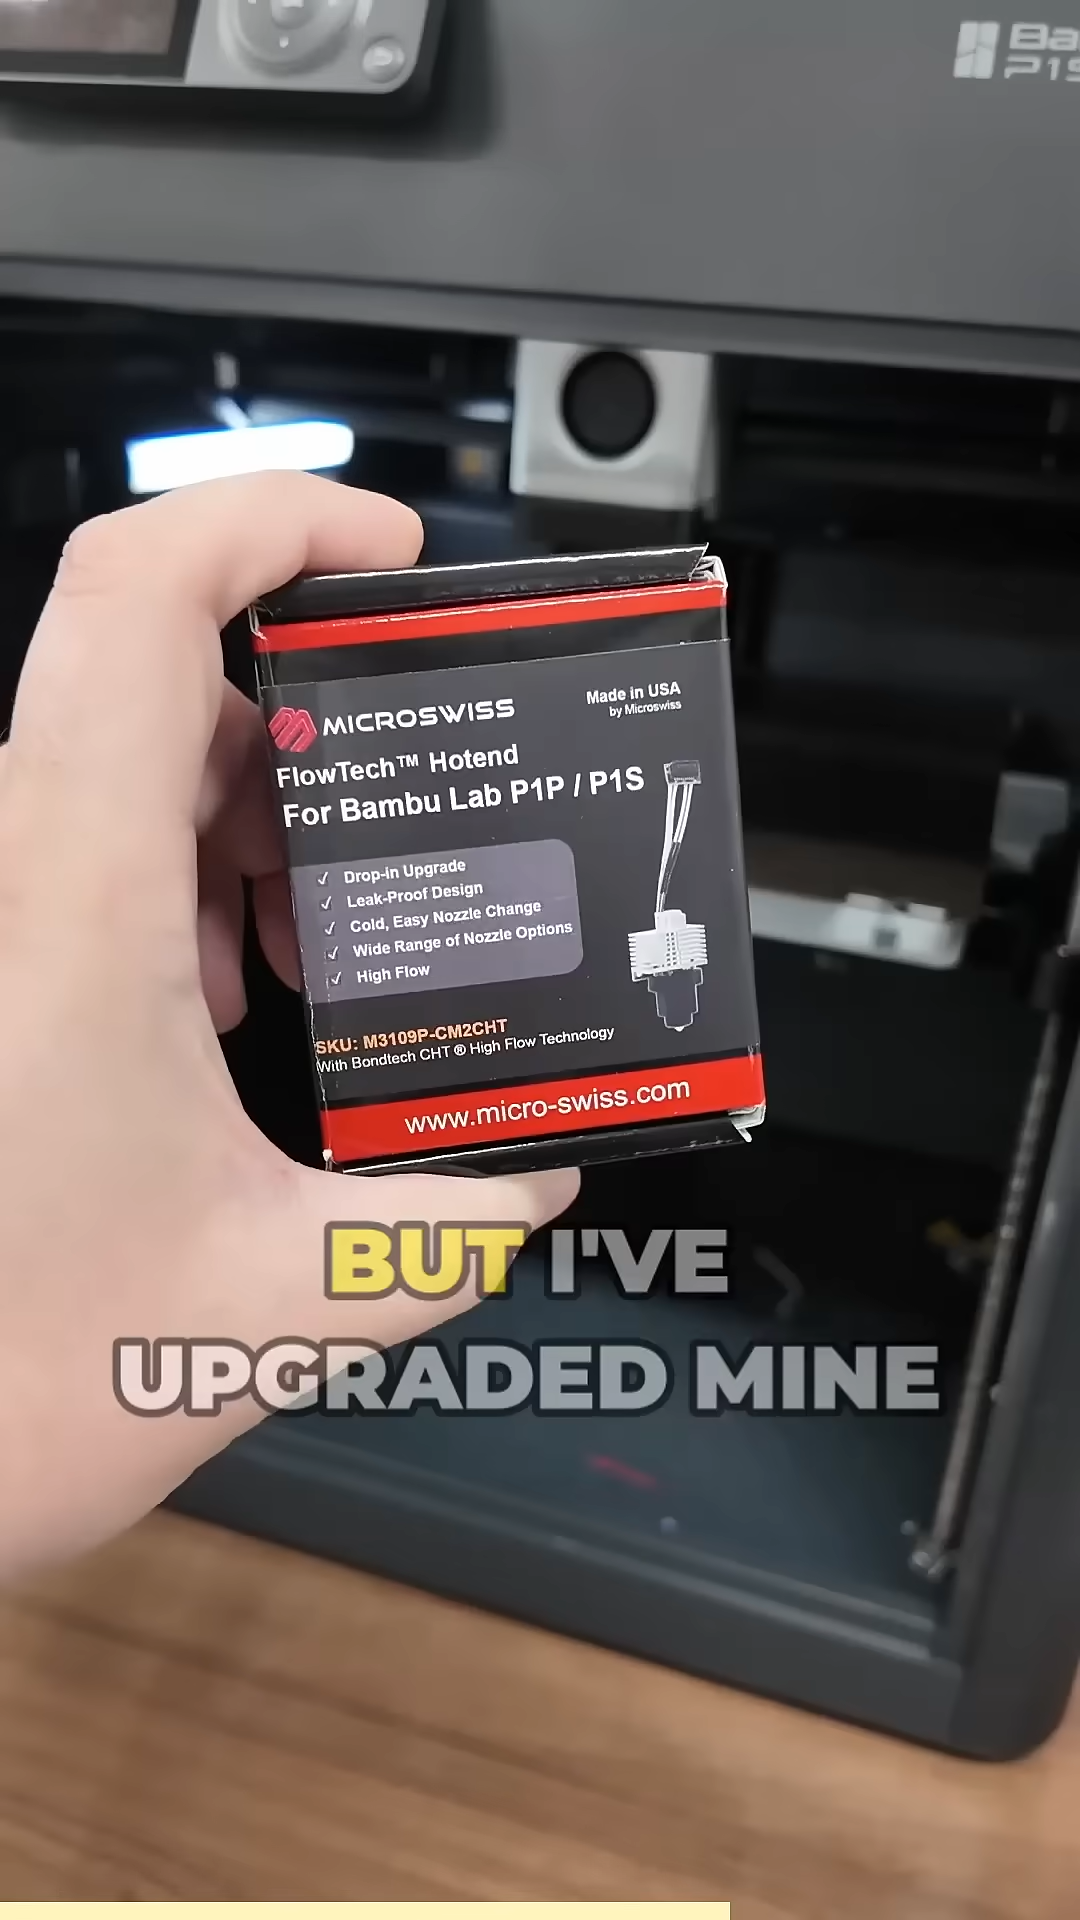 Ba
P1S
MICROSWISS
Made in USA
by Microswiss
FlowTech™ Hotend
For Bambu Lab P1P / P1S
✓ Drop-in Upgrade
✓ Leak-Proof Design
✓ Cold, Easy Nozzle Change
✓ Wide Range of Nozzle Options
✓ High Flow
SKU: M3109P-CM2CHT
With Bondtech CHT ® High Flow Technology
www.micro-swiss.com
BUT I'VE
UPGRADED MINE